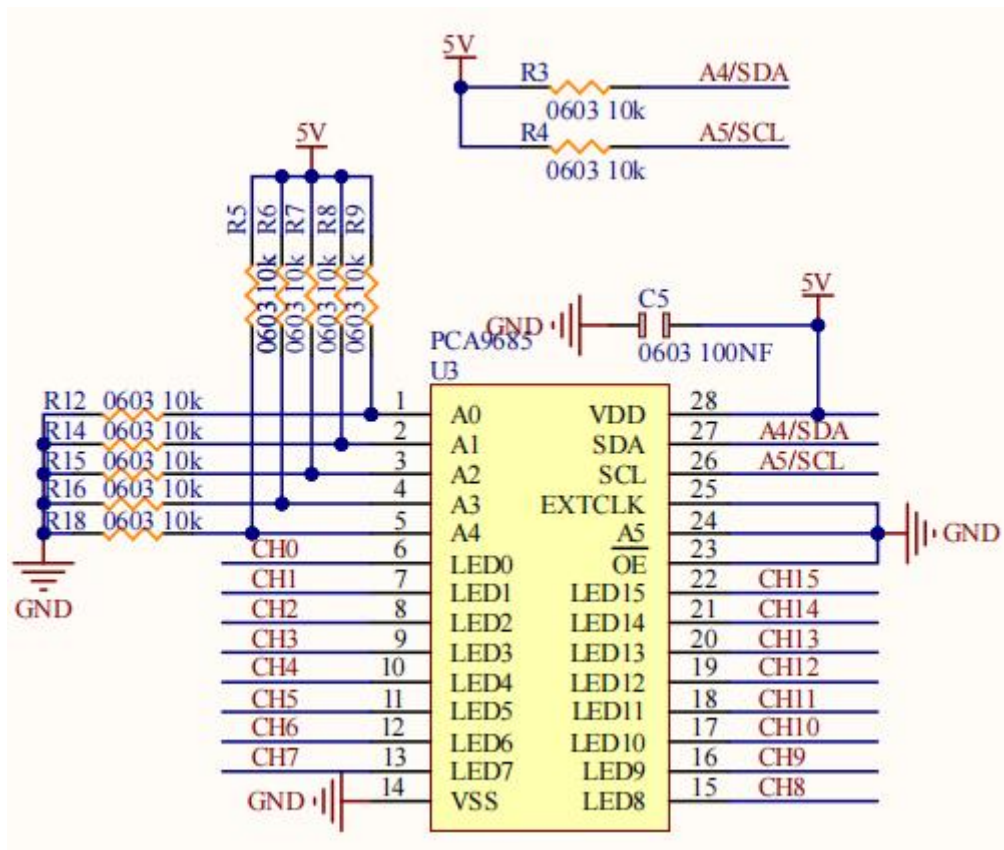 5V
R3
A4/SDA
0603 10k
R4
A5/SCL
0603 10k
5V
R5
R6
R7
R8
R9
0603 10k
0603 10k
0603 10k
0603 10k
0603 10k
5V
C5
GND
0603 100NF
PCA9685
U3
R12 0603 10k
R14 0603 10k
R15 0603 10k
R16 0603 10k
R18 0603 10k
GND
1 A0 VDD 28
2 A1 SDA 27 A4/SDA
3 A2 SCL 26 A5/SCL
4 A3 EXTCLK 25
5 A4 A5 24 GND
CH0 6 LED0 OE 23
CH1 7 LED1 LED15 22 CH15
CH2 8 LED2 LED14 21 CH14
CH3 9 LED3 LED13 20 CH13
CH4 10 LED4 LED12 19 CH12
CH5 11 LED5 LED11 18 CH11
CH6 12 LED6 LED10 17 CH10
CH7 13 LED7 LED9 16 CH9
GND 14 VSS LED8 15 CH8